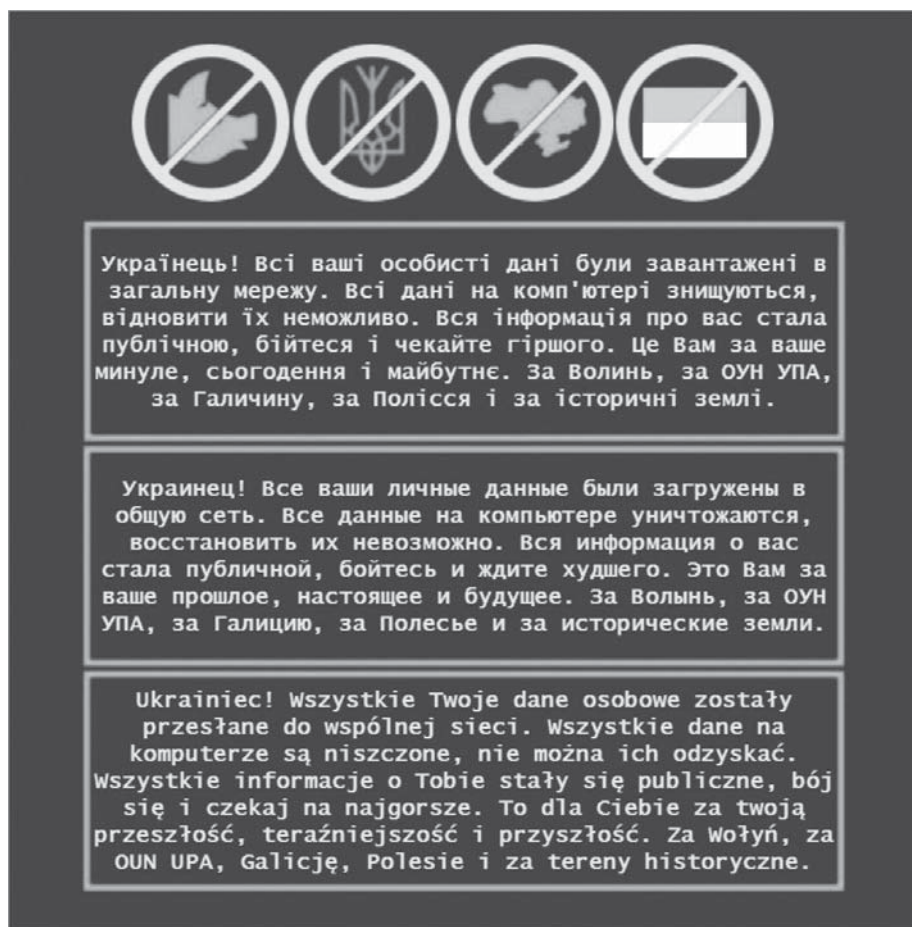 Українець! Всі ваші особисті дані були завантажені в
загальну мережу. Всі дані на комп'ютері знищуються,
відновити їх неможливо. Вся інформація про вас стала
публічною, бійтеся і чекайте гіршого. Це Вам за ваше
минуле, сьогодення і майбутнє. За Волинь, за ОУН УПА,
за Галичину, за Полісся і за історичні землі.
Украинец! Все ваши личные данные были загружены в
общую сеть. Все данные на компьютере уничтожаются,
восстановить их невозможно. Вся информация о вас
стала публичной, бойтесь и ждите худшего. Это Вам за
ваше прошлое, настоящее и будущее. За Волынь, за ОУН
УПА, за Галицию, за Полесье и за исторические земли.
Ukrainiec! Wszystkie Twoje dane osobowe zostały
przesłane do wspólnej sieci. Wszystkie dane na
komputerze są niszczone, nie można ich odzyskać.
Wszystkie informacje o Tobie stały się publiczne, bój
się i czekaj na najgorsze. To dla Ciebie za twoją
przeszłość, teraźniejszość i przyszłość. Za Wołyń, za
OUN UPA, Galicję, Polesie i za tereny historyczne.